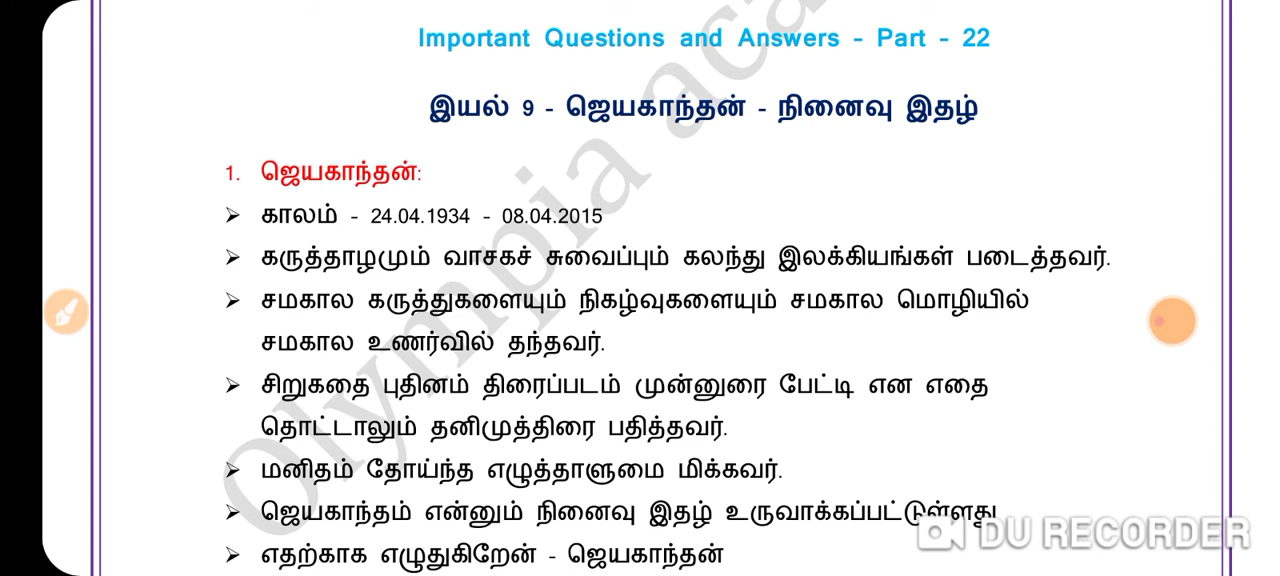 Important Questions and Answers - Part - 22
இயல் 9 - ஜெயகாந்தன் - நினைவு இதழ்
1. ஜெயகாந்தன்:
➢ காலம் - 24.04.1934 - 08.04.2015
➢ கருத்தாழமும் வாசகச் சுவைப்பும் கலந்து இலக்கியங்கள் படைத்தவர்.
➢ சமகால கருத்துகளையும் நிகழ்வுகளையும் சமகால மொழியில்
சமகால உணர்வில் தந்தவர்.
➢ சிறுகதை புதினம் திரைப்படம் முன்னுரை பேட்டி என எதை
தொட்டாலும் தனிமுத்திரை பதித்தவர்.
➢ மனிதம் தோய்ந்த எழுத்தாளுமை மிக்கவர்.
➢ ஜெயகாந்தம் என்னும் நினைவு இதழ் உருவாக்கப்பட்டுள்ளது
➢ எதற்காக எழுதுகிறேன் - ஜெயகாந்தன்
Olympia aca
DU RECORDER